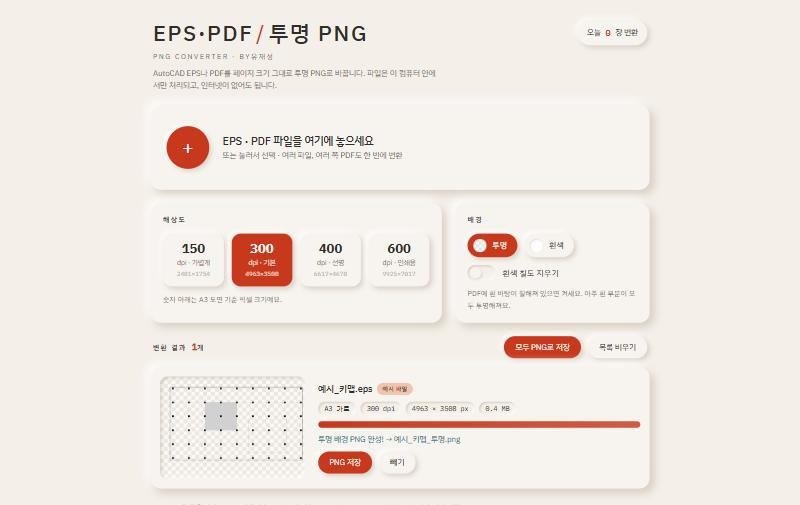 EPS·PDF / 투명 PNG
오늘 0 장 변환
PNG CONVERTER · BY유재성
AutoCAD EPS나 PDF를 페이지 크기 그대로 투명 PNG로 바꿉니다. 파일은 이 컴퓨터 안에
서만 처리되고, 인터넷이 없어도 됩니다.
+
EPS · PDF 파일을 여기에 놓으세요
또는 눌러서 선택 · 여러 파일, 여러 쪽 PDF도 한 번에 변환
해상도
150
dpi · 가볍게
2481×1754
300
dpi · 기본
4963×3508
400
dpi · 선명
6617×4678
600
dpi · 인쇄용
9925×7017
숫자 아래는 A3 도면 기준 픽셀 크기예요.
배경
투명
흰색
흰색 칠도 지우기
PDF에 흰 바탕이 칠해져 있으면 켜세요. 아주 흰 부분이 모
두 투명해져요.
변환 결과 1개
모두 PNG로 저장
목록 비우기
예시_키맵.eps
예시 파일
A3 가로
300 dpi
4963 × 3508 px
0.4 MB
투명 배경 PNG 완성! → 예시_키맵_투명.png
PNG 저장
빼기